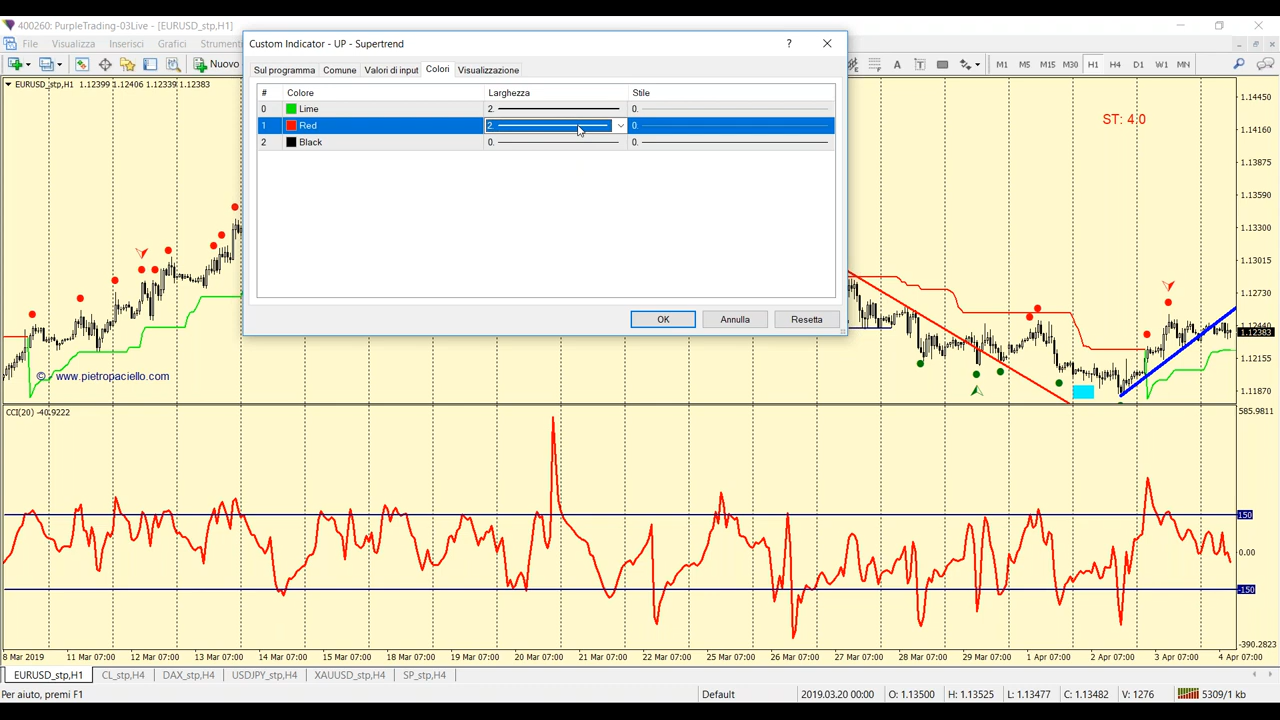 400260: PurpleTrading-03Live - [EURUSD_stp,H1]
File Visualizza Inserisci Grafici Strumenti
Nuovo
A T M1 M5 M15 M30 H1 H4 D1 W1 MN
Custom Indicator - UP - Supertrend ?
Sul programma Comune Valori di input Colori Visualizzazione
# Colore Larghezza Stile
0 Lime 2. 0.
1 Red 2. 0.
2 Black 0. 0.
OK Annulla Resetta
EURUSD_stp,H1 1.12399 1.12406 1.12339 1.12383
ST: 4.0
1.14450
1.14160
1.13875
1.13590
1.13300
1.13015
1.12730
1.12440
1.12383
1.12155
1.11870
© - www.pietropaciello.com
CCI(20) -40.9222
585.9811
150
0.00
-150
-390.2823
8 Mar 2019 11 Mar 07:00 12 Mar 07:00 13 Mar 07:00 14 Mar 07:00 15 Mar 07:00 18 Mar 07:00 19 Mar 07:00 20 Mar 07:00 21 Mar 07:00 22 Mar 07:00 25 Mar 07:00 26 Mar 07:00 27 Mar 07:00 28 Mar 07:00 29 Mar 07:00 1 Apr 07:00 2 Apr 07:00 3 Apr 07:00 4 Apr 07:00
EURUSD_stp,H1 CL_stp,H4 DAX_stp,H4 USDJPY_stp,H4 XAUUSD_stp,H4 SP_stp,H4
Per aiuto, premi F1 Default 2019.03.20 00:00 O: 1.13500 H: 1.13525 L: 1.13477 C: 1.13482 V: 1276 5309/1 kb